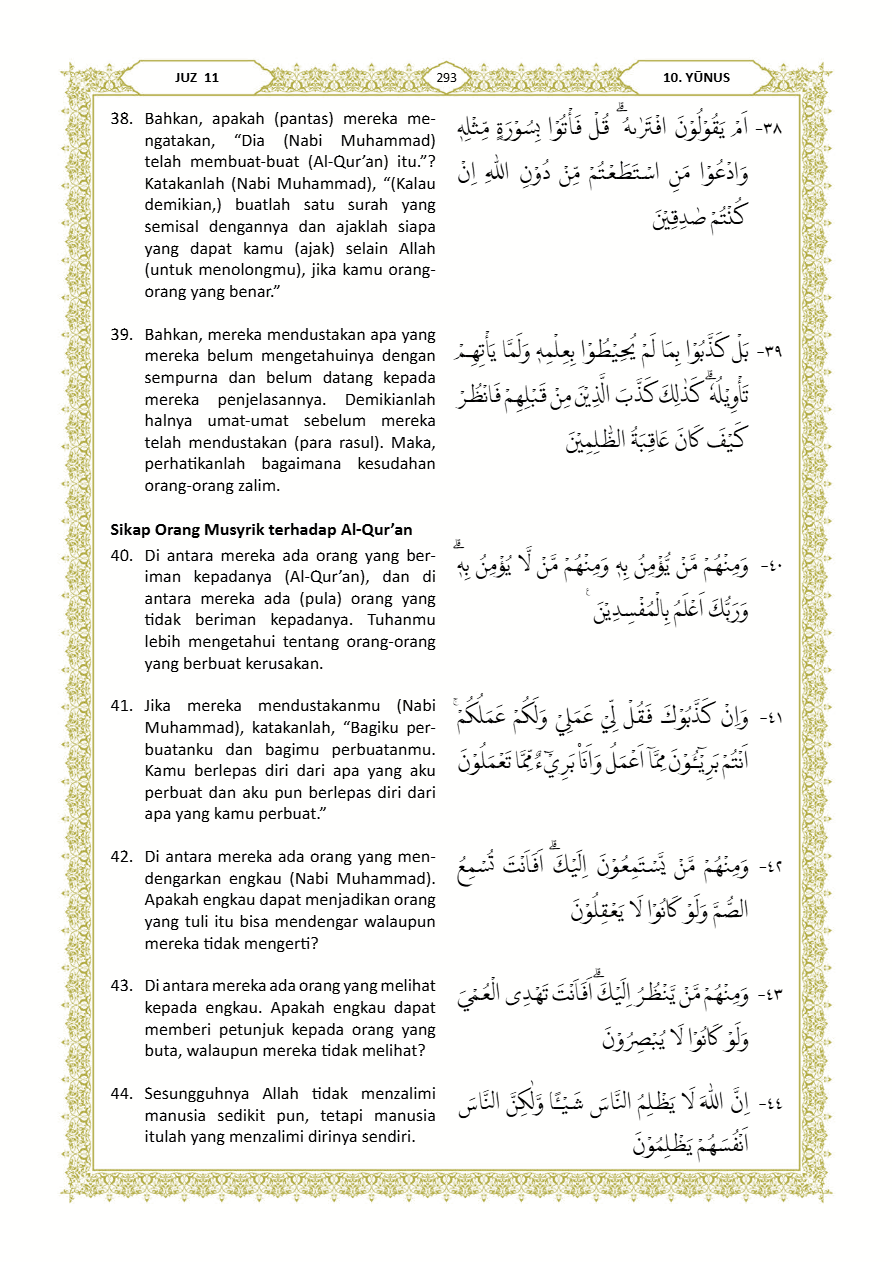 JUZ 11
293
10. YŪNUS
38. Bahkan, apakah (pantas) mereka me-
ngatakan, “Dia (Nabi Muhammad)
telah membuat-buat (Al-Qur’an) itu.”?
Katakanlah (Nabi Muhammad), “(Kalau
demikian,) buatlah satu surah yang
semisal dengannya dan ajaklah siapa
yang dapat kamu (ajak) selain Allah
(untuk menolongmu), jika kamu orang-
orang yang benar.”
٣٨- اَمْ يَقُوْلُوْنَ افْتَرٰىهُ ۗ قُلْ فَأْتُوْا بِسُوْرَةٍ مِّثْلِهٖ
وَادْعُوْا مَنِ اسْتَطَعْتُمْ مِّنْ دُوْنِ اللّٰهِ اِنْ
كُنْتُمْ صٰدِقِيْنَ
39. Bahkan, mereka mendustakan apa yang
mereka belum mengetahuinya dengan
sempurna dan belum datang kepada
mereka penjelasannya. Demikianlah
halnya umat-umat sebelum mereka
telah mendustakan (para rasul). Maka,
perhatikanlah bagaimana kesudahan
orang-orang zalim.
٣٩- بَلْ كَذَّبُوْا بِمَا لَمْ يُحِيْطُوْا بِعِلْمِهٖ وَلَمَّا يَأْتِهِمْ
تَأْوِيْلُهٗ ۗ كَذٰلِكَ كَذَّبَ الَّذِيْنَ مِنْ قَبْلِهِمْ فَانْظُرْ
كَيْفَ كَانَ عَاقِبَةُ الظّٰلِمِيْنَ
Sikap Orang Musyrik terhadap Al-Qur’an
40. Di antara mereka ada orang yang ber-
iman kepadanya (Al-Qur’an), dan di
antara mereka ada (pula) orang yang
tidak beriman kepadanya. Tuhanmu
lebih mengetahui tentang orang-orang
yang berbuat kerusakan.
٤٠- وَمِنْهُمْ مَّنْ يُّؤْمِنُ بِهٖ وَمِنْهُمْ مَّنْ لَّا يُؤْمِنُ بِهٖۗ
وَرَبُّكَ اَعْلَمُ بِالْمُفْسِدِيْنَ ࣖ
41. Jika mereka mendustakanmu (Nabi
Muhammad), katakanlah, “Bagiku per-
buatanku dan bagimu perbuatanmu.
Kamu berlepas diri dari apa yang aku
perbuat dan aku pun berlepas diri dari
apa yang kamu perbuat.”
٤١- وَاِنْ كَذَّبُوْكَ فَقُلْ لِّيْ عَمَلِيْ وَلَكُمْ عَمَلُكُمْۚ
اَنْتُمْ بَرِيْۤـُٔوْنَ مِمَّآ اَعْمَلُ وَاَنَا۠ بَرِيْۤءٌ مِّمَّا تَعْمَلُوْنَ
42. Di antara mereka ada orang yang men-
dengarkan engkau (Nabi Muhammad).
Apakah engkau dapat menjadikan orang
yang tuli itu bisa mendengar walaupun
mereka tidak mengerti?
٤٢- وَمِنْهُمْ مَّنْ يَّسْتَمِعُوْنَ اِلَيْكَۗ اَفَاَنْتَ تُسْمِعُ
الصُّمَّ وَلَوْ كَانُوْا لَا يَعْقِلُوْنَ
43. Di antara mereka ada orang yang melihat
kepada engkau. Apakah engkau dapat
memberi petunjuk kepada orang yang
buta, walaupun mereka tidak melihat?
٤٣- وَمِنْهُمْ مَّنْ يَّنْظُرُ اِلَيْكَۗ اَفَاَنْتَ تَهْدِى الْعُمْيَ
وَلَوْ كَانُوْا لَا يُبْصِرُوْنَ
44. Sesungguhnya Allah tidak menzalimi
manusia sedikit pun, tetapi manusia
itulah yang menzalimi dirinya sendiri.
٤٤- اِنَّ اللّٰهَ لَا يَظْلِمُ النَّاسَ شَيْـًٔا وَّلٰكِنَّ النَّاسَ
اَنْفُسَهُمْ يَظْلِمُوْنَ